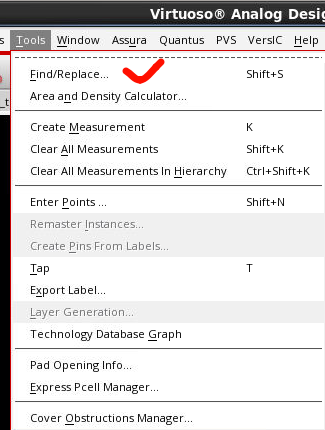 Virtuoso® Analog Desi
s Tools Window Assura Quantus PVS VersIC Help
_t
Find/Replace... Shift+S
Area and Density Calculator...
Create Measurement K
Clear All Measurements Shift+K
Clear All Measurements In Hierarchy Ctrl+Shift+K
Enter Points ... Shift+N
Remaster Instances...
Create Pins From Labels...
Tap T
Export Label...
Layer Generation...
Technology Database Graph
Pad Opening Info...
Express Pcell Manager...
Cover Obstructions Manager...